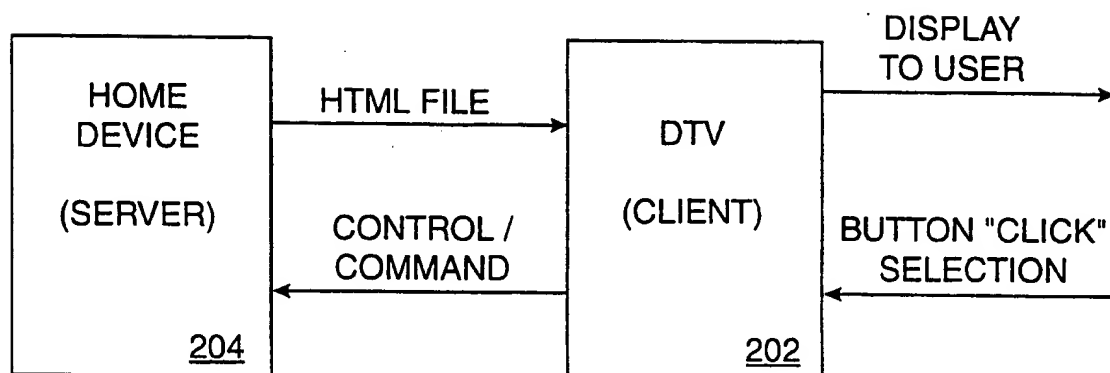 HOME
DEVICE
(SERVER)
204
HTML FILE
CONTROL /
COMMAND
DTV
(CLIENT)
202
DISPLAY
TO USER
BUTTON "CLICK"
SELECTION